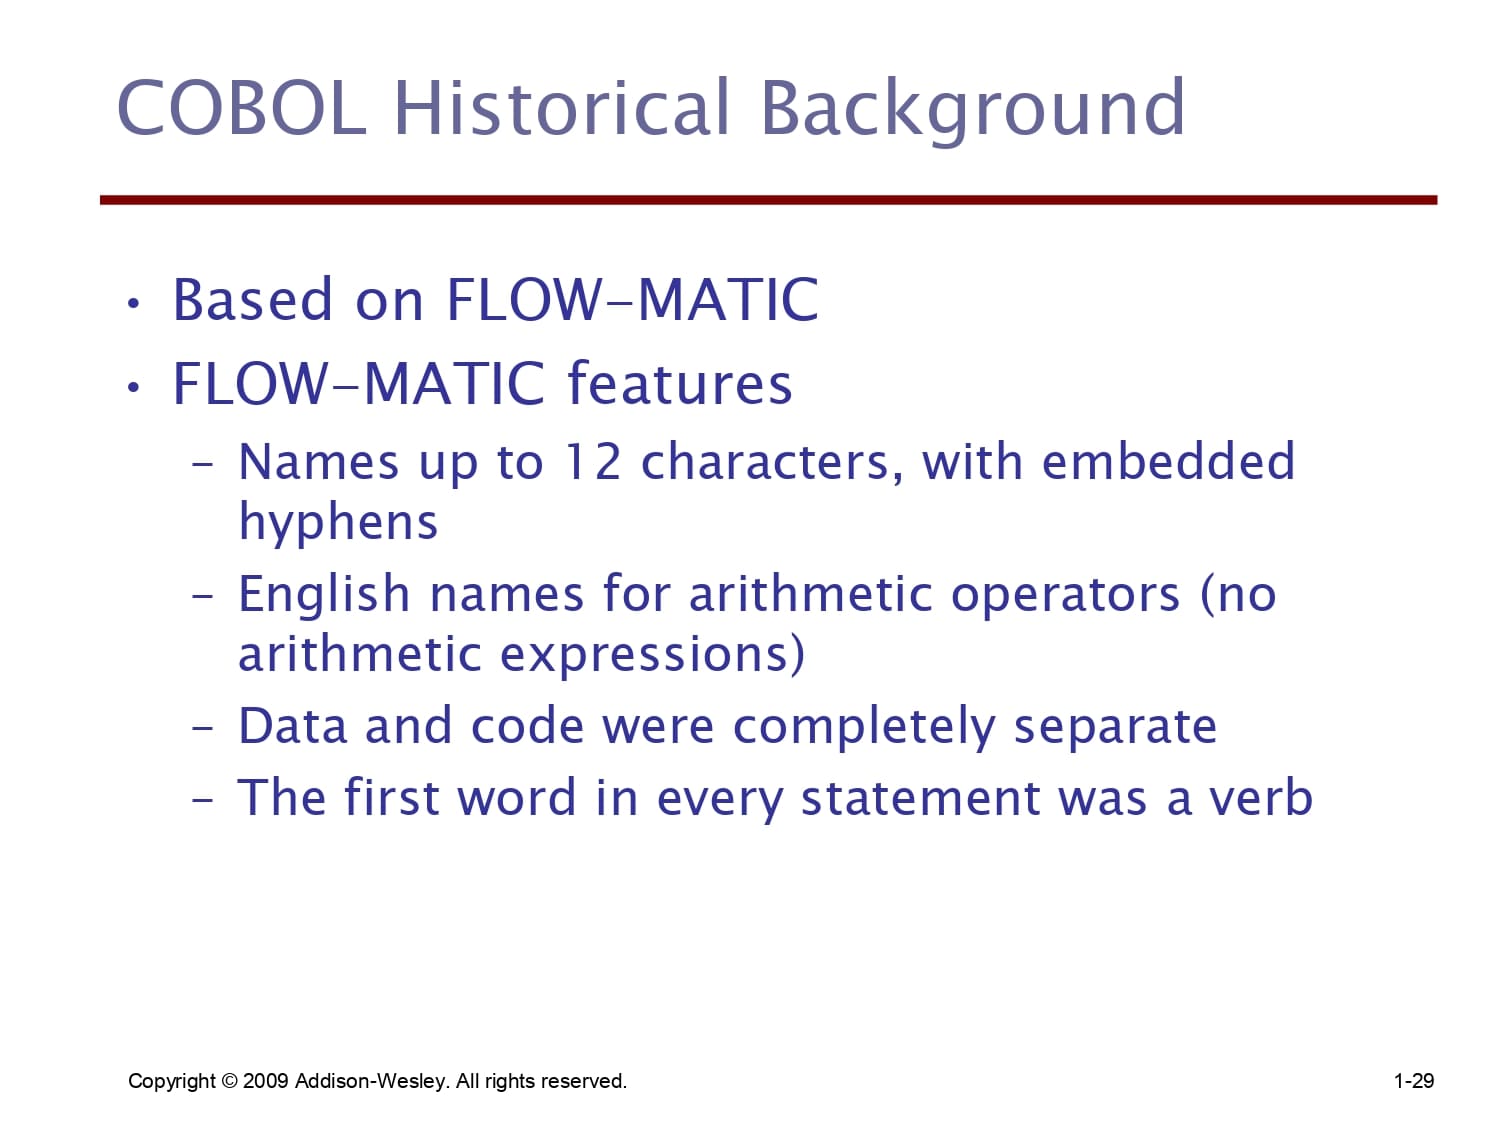 COBOL Historical Background
• Based on FLOW-MATIC
• FLOW-MATIC features
– Names up to 12 characters, with embedded
hyphens
– English names for arithmetic operators (no
arithmetic expressions)
– Data and code were completely separate
– The first word in every statement was a verb
Copyright © 2009 Addison-Wesley. All rights reserved.
1-29